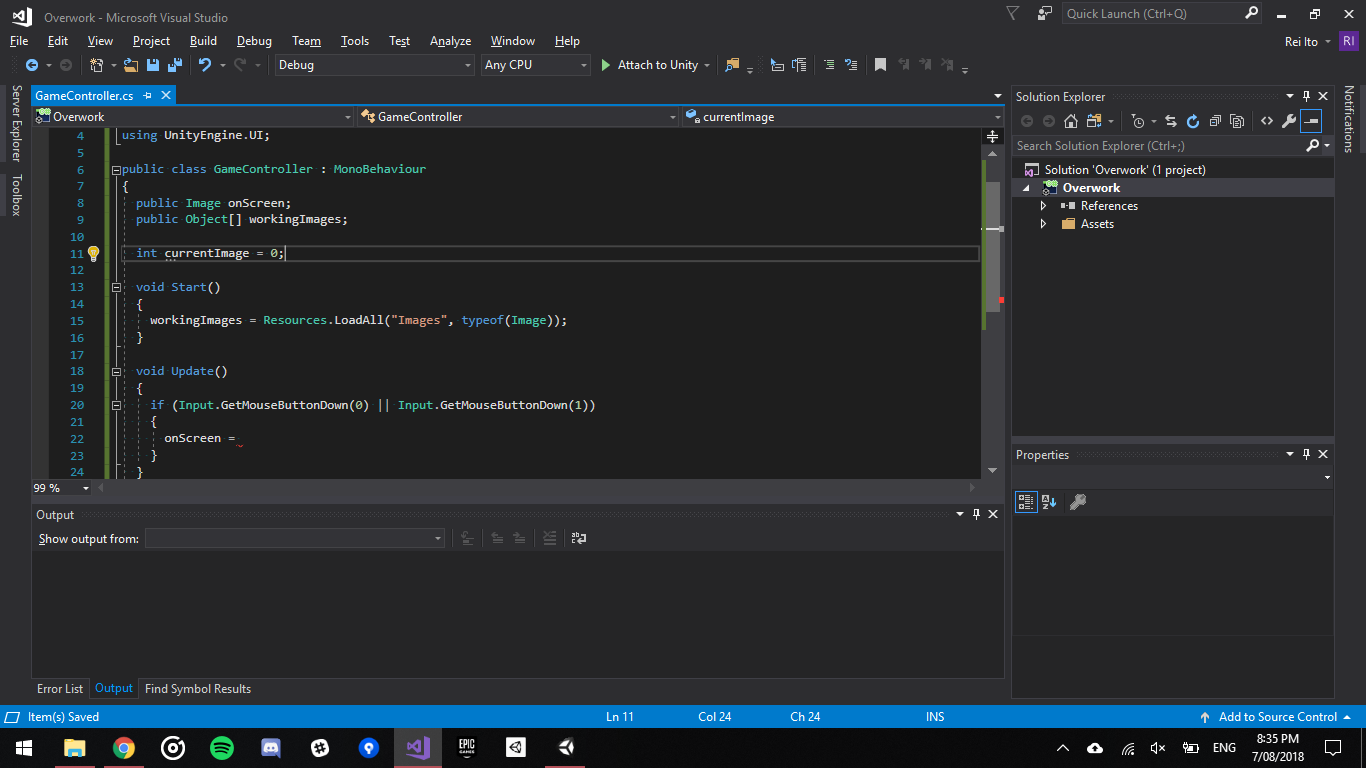 Overwork - Microsoft Visual Studio
Quick Launch (Ctrl+Q)
File Edit View Project Build Debug Team Tools Test Analyze Window Help
Rei Ito RI
Debug Any CPU Attach to Unity
Server Explorer
Toolbox
GameController.cs
Overwork GameController currentImage
4 using UnityEngine.UI;
5
6 public class GameController : MonoBehaviour
7 {
8 public Image onScreen;
9 public Object[] workingImages;
10
11 int currentImage = 0;
12
13 void Start()
14 {
15 workingImages = Resources.LoadAll("Images", typeof(Image));
16 }
17
18 void Update()
19 {
20 if (Input.GetMouseButtonDown(0) || Input.GetMouseButtonDown(1))
21 {
22 onScreen =
23 }
24 }
99 %
Output
Show output from:
Error List Output Find Symbol Results
Solution Explorer
Search Solution Explorer (Ctrl+;)
Solution 'Overwork' (1 project)
Overwork
References
Assets
Properties
Notifications
Item(s) Saved Ln 11 Col 24 Ch 24 INS Add to Source Control
EPIC GAMES
ENG
8:35 PM
7/08/2018